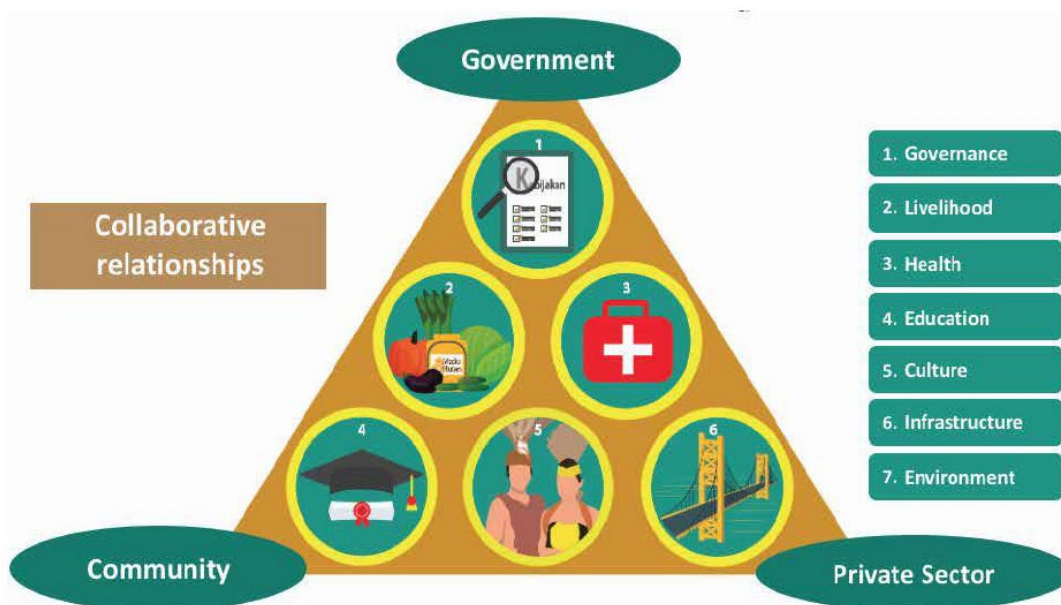 Government
Collaborative
relationships
1
K bijakan
2
Madu
Hutan
3
4
5
6
Community
Private Sector
1. Governance
2. Livelihood
3. Health
4. Education
5. Culture
6. Infrastructure
7. Environment